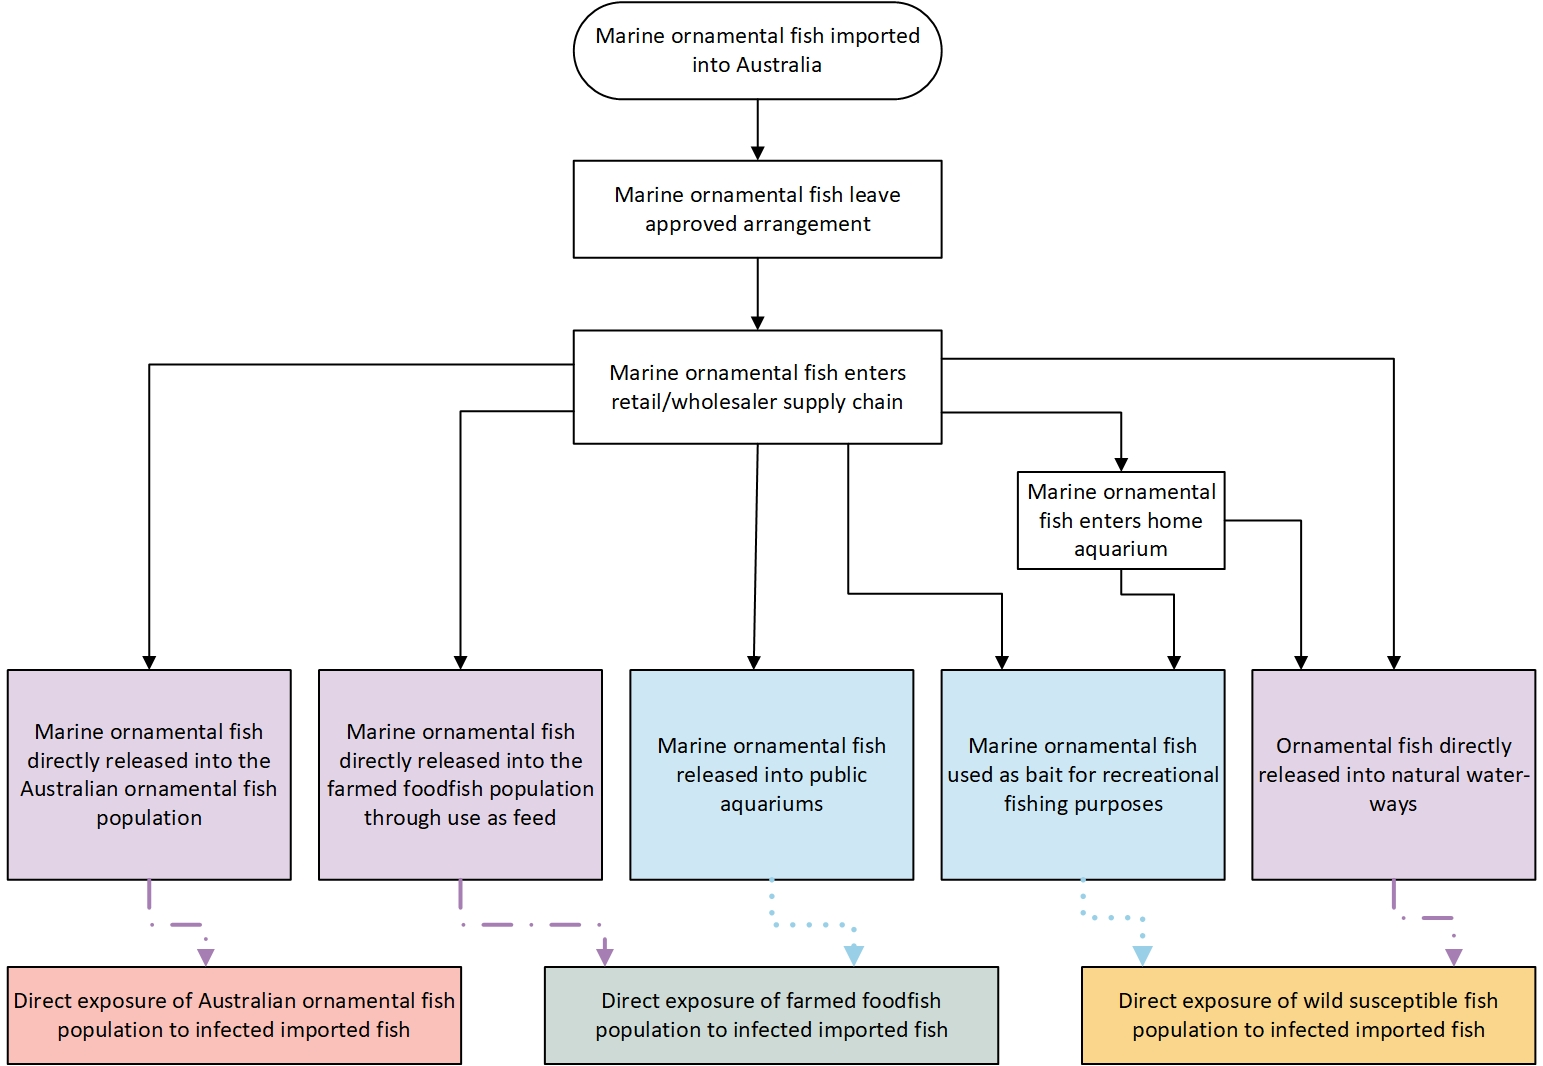 Marine ornamental fish imported
into Australia
Marine ornamental fish leave
approved arrangement
Marine ornamental fish enters
retail/wholesaler supply chain
Marine ornamental
fish enters home
aquarium
Marine ornamental fish
directly released into the
Australian ornamental fish
population
Marine ornamental fish
directly released into the
farmed foodfish population
through use as feed
Marine ornamental fish
released into public
aquariums
Marine ornamental fish
used as bait for recreational
fishing purposes
Ornamental fish directly
released into natural water-
ways
Direct exposure of Australian ornamental fish
population to infected imported fish
Direct exposure of farmed foodfish
population to infected imported fish
Direct exposure of wild susceptible fish
population to infected imported fish